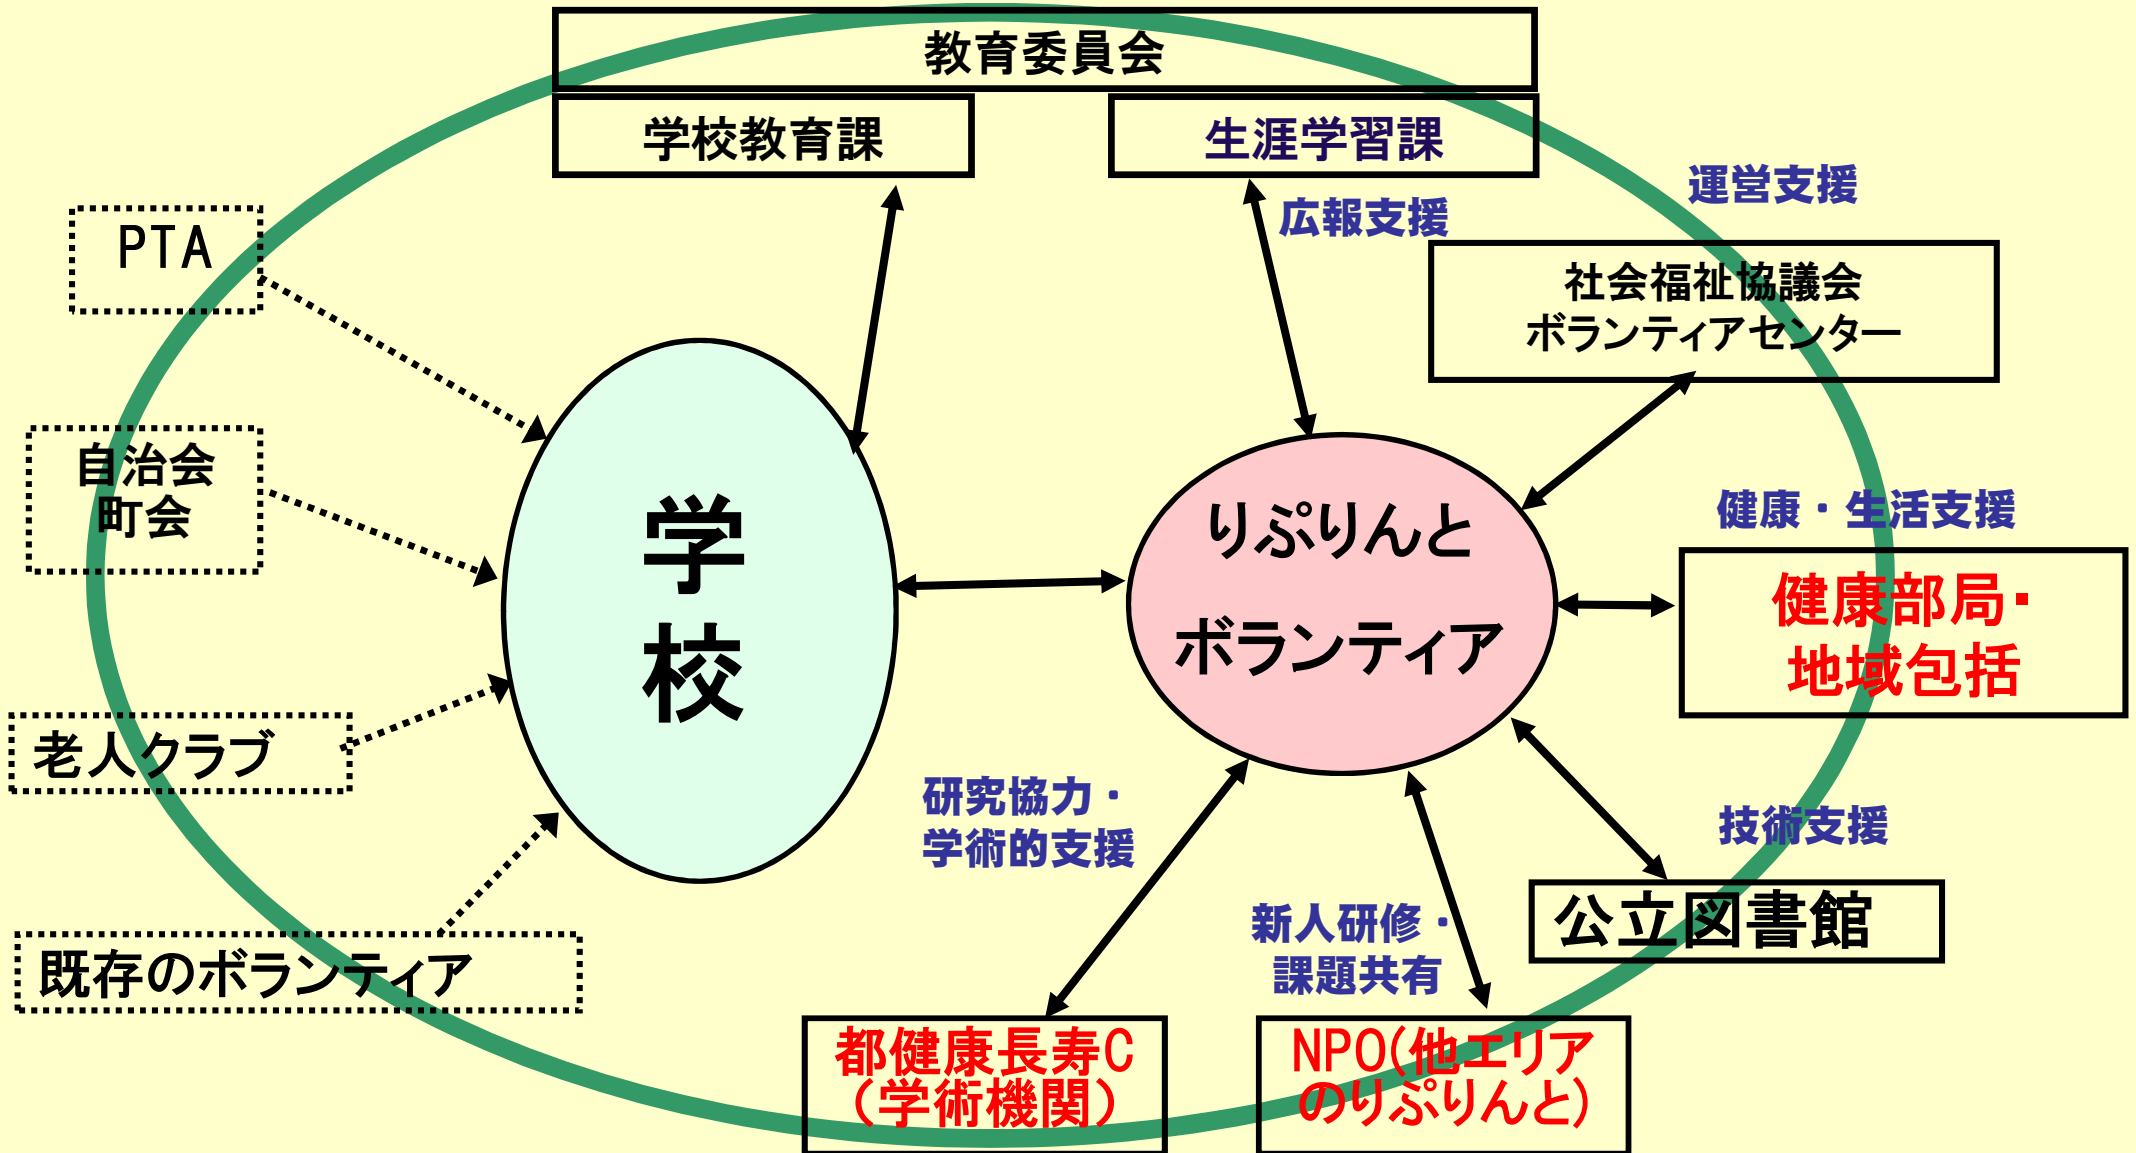 教育委員会
学校教育課
生涯学習課
運営支援
広報支援
PTA
社会福祉協議会
ボランティアセンター
自治会
町会
学
校
りぷりんと
ボランティア
健康・生活支援
健康部局・
地域包括
老人クラブ
研究協力・
学術的支援
技術支援
公立図書館
新人研修・
課題共有
既存のボランティア
都健康長寿C
（学術機関）
NPO(他エリア
のりぷりんと)